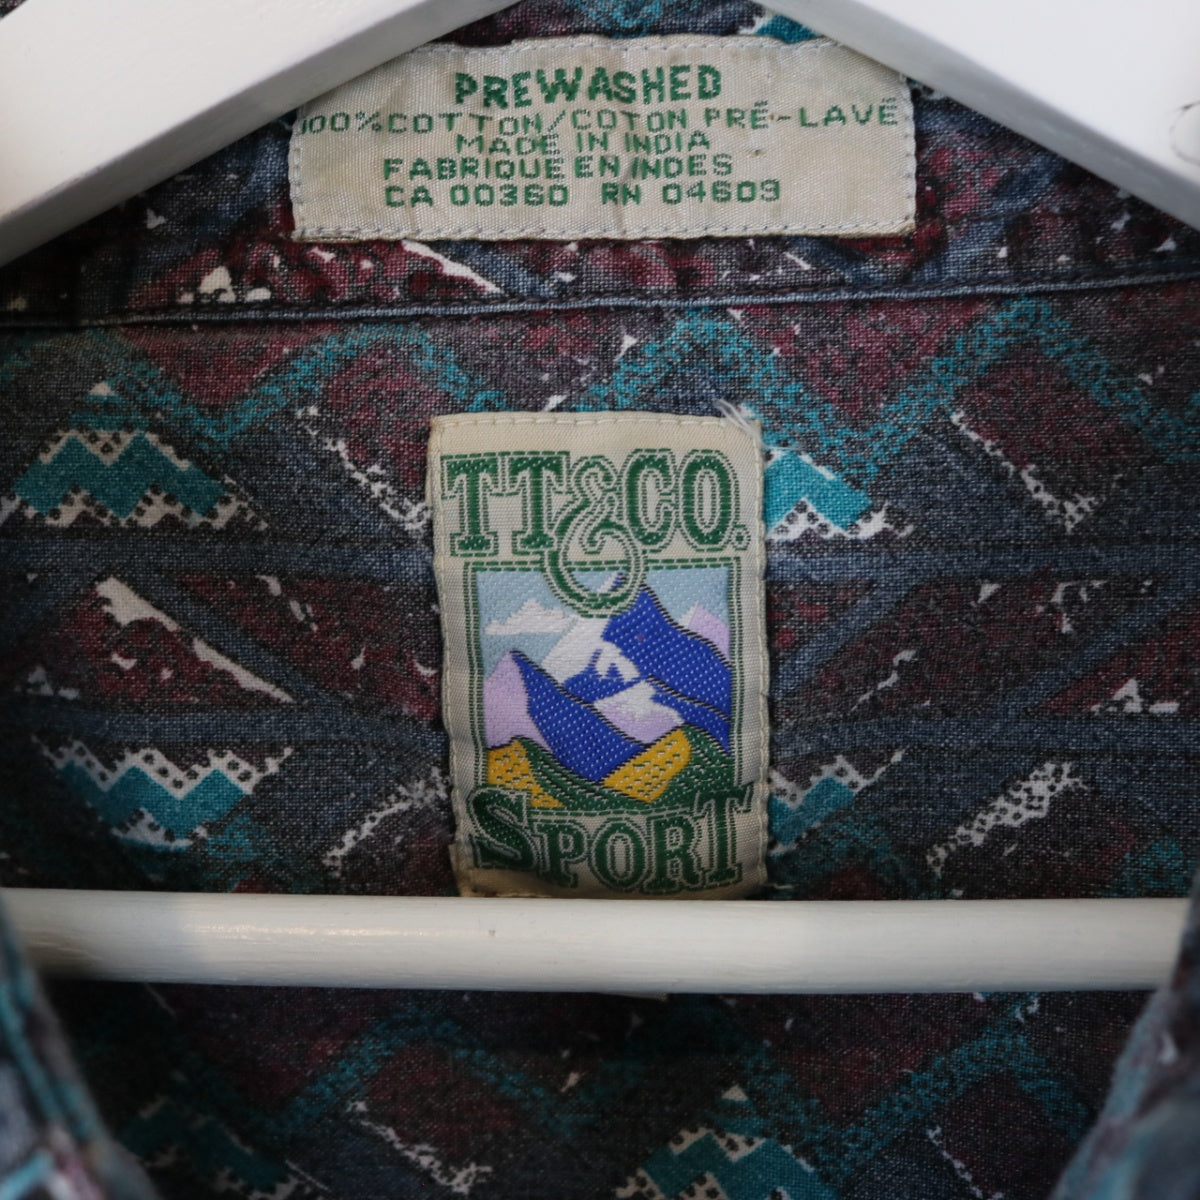 PREWASHED
100%COTTON/COTON PRÉ-LAVÉ
MADE IN INDIA
FABRIQUE EN INDES
CA 00360 RN 04609
TT&CO.
SPORT